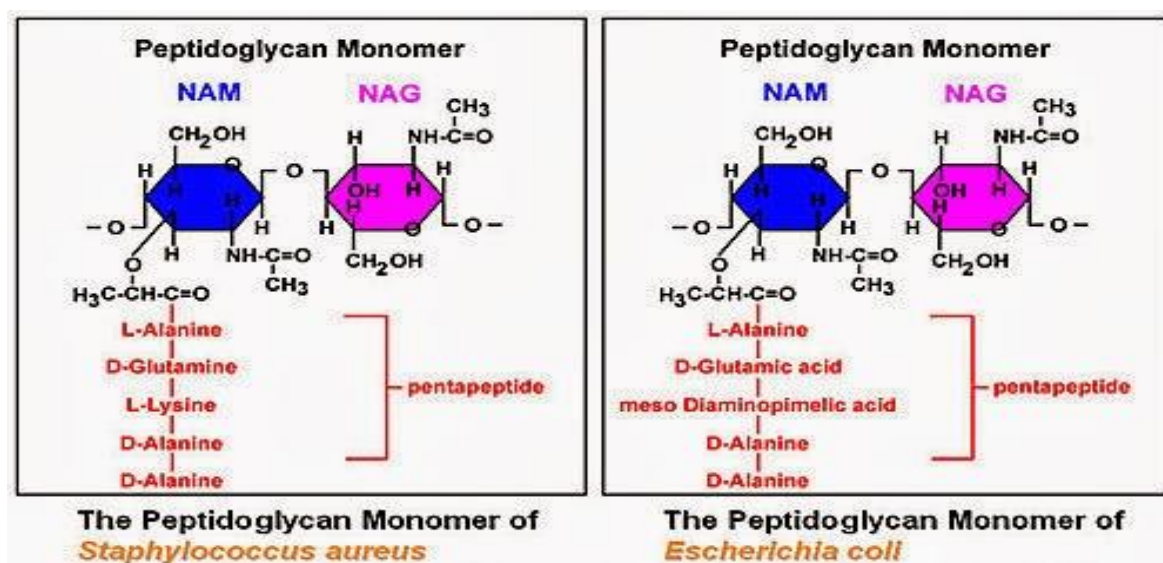 Peptidoglycan Monomer
NAM NAG
CH3
NH-C=O
CH2OH
H
O
H
H
H
H
O
H
OH
H
H
H
H
O
– O
O –
H
H
NH-C=O
CH3
CH2OH
O
H3C-CH-C=O
L-Alanine
D-Glutamine
L-Lysine
D-Alanine
D-Alanine
pentapeptide
The Peptidoglycan Monomer of
Staphylococcus aureus
Peptidoglycan Monomer
NAM NAG
CH3
NH-C=O
CH2OH
H
O
H
H
H
H
O
H
OH
H
H
H
H
O
– O
O –
H
H
NH-C=O
CH3
CH2OH
O
H3C-CH-C=O
L-Alanine
D-Glutamic acid
meso Diaminopimelic acid
D-Alanine
D-Alanine
pentapeptide
The Peptidoglycan Monomer of
Escherichia coli